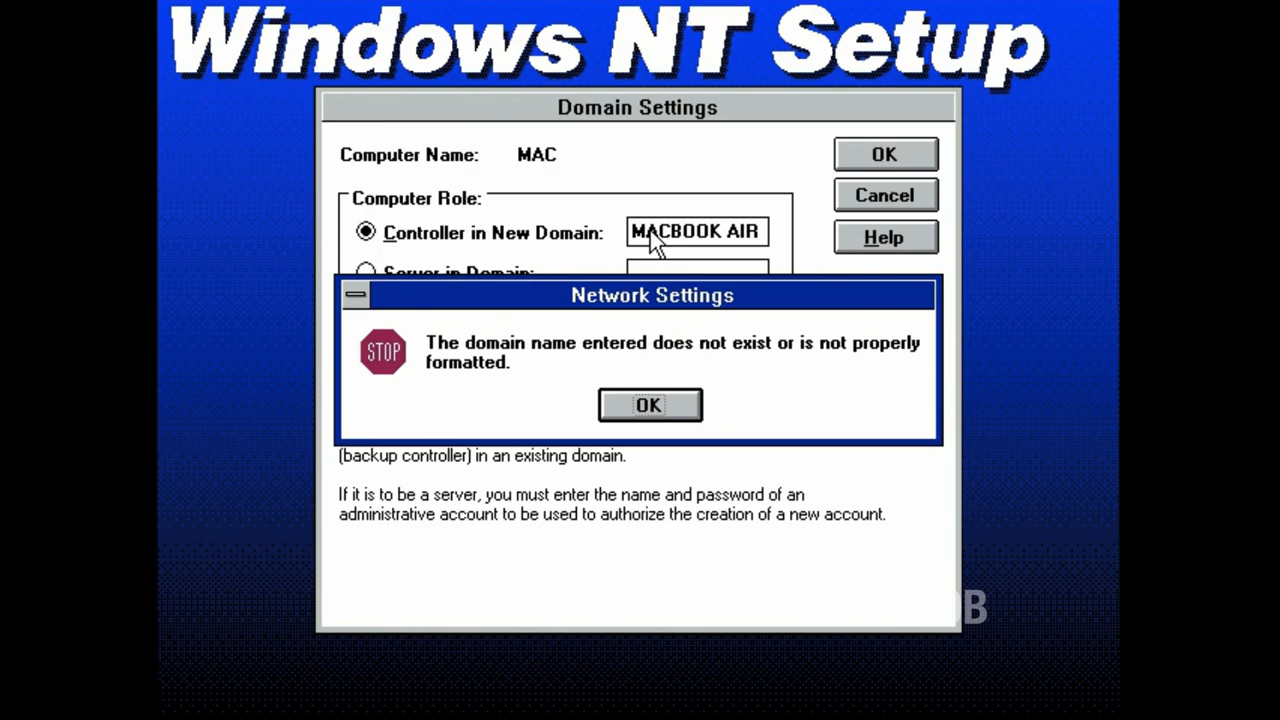 Windows NT Setup
Domain Settings
Computer Name: MAC
OK
Computer Role:
Cancel
Controller in New Domain: MACBOOK AIR
Help
Server in Domain:
Network Settings
STOP
The domain name entered does not exist or is not properly
formatted.
OK
(backup controller) in an existing domain.
If it is to be a server, you must enter the name and password of an
administrative account to be used to authorize the creation of a new account.